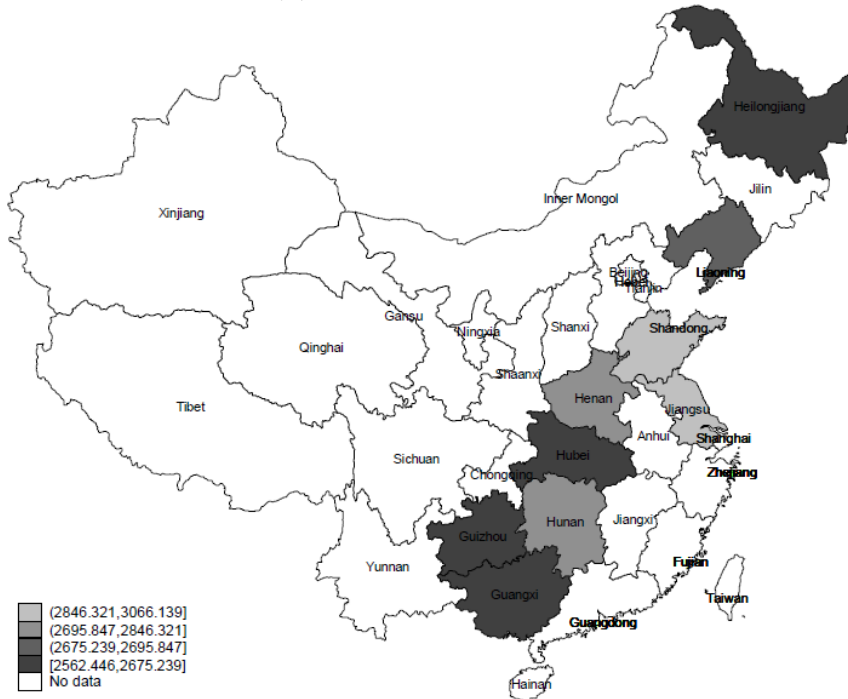 Heilongjiang
Jilin
Inner Mongol
Xinjiang
Liaoning
Beijing
Hebei
Tianjin
Shandong
Shanxi
Gansu
Ningxia
Qinghai
Shaanxi
Henan
Jiangsu
Tibet
Anhui
Shanghai
Hubei
Sichuan
Chongqing
Zhejiang
Hunan
Jiangxi
Guizhou
Yunnan
Fujian
Guangxi
Taiwan
Guangdong
Hainan
(2846.321,3066.139]
(2695.847,2846.321]
(2675.239,2695.847]
[2562.446,2675.239]
No data